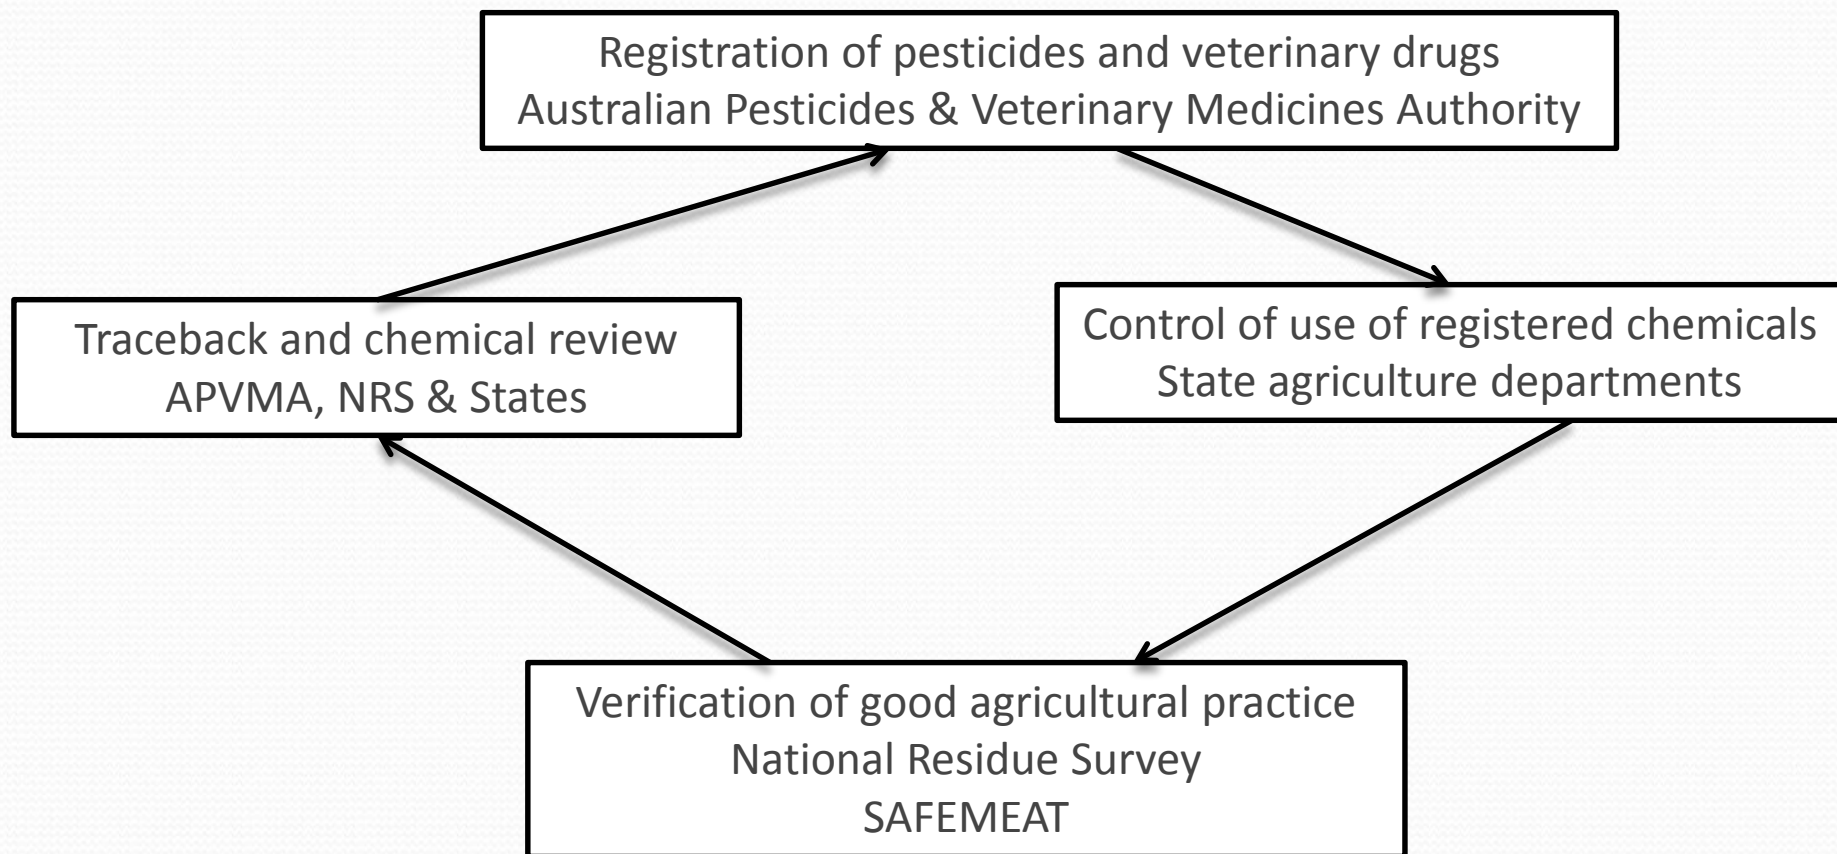 Registration of pesticides and veterinary drugs
Australian Pesticides & Veterinary Medicines Authority
Traceback and chemical review
APVMA, NRS & States
Control of use of registered chemicals
State agriculture departments
Verification of good agricultural practice
National Residue Survey
SAFEMEAT